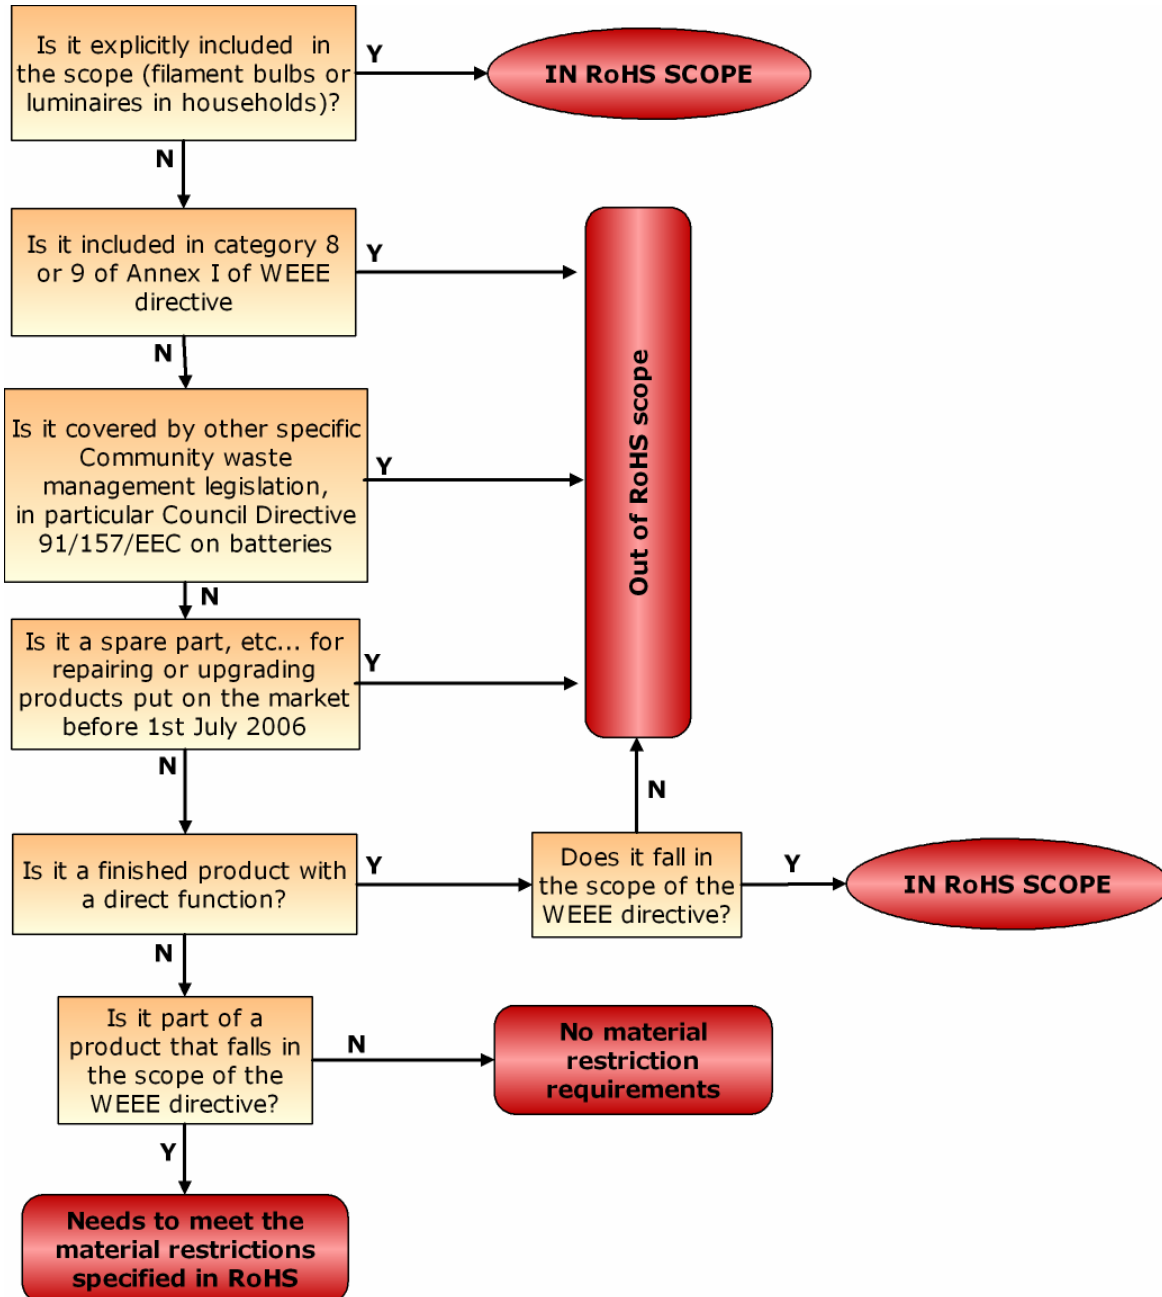 Is it explicitly included in
the scope (filament bulbs or
luminaires in households)?
Y
IN RoHS SCOPE
N
Is it included in category 8
or 9 of Annex I of WEEE
directive
Y
Out of RoHS scope
N
Is it covered by other specific
Community waste
management legislation,
in particular Council Directive
91/157/EEC on batteries
Y
N
Is it a spare part, etc... for
repairing or upgrading
products put on the market
before 1st July 2006
Y
N
N
Is it a finished product with
a direct function?
Y
Does it fall in
the scope of the
WEEE directive?
Y
IN RoHS SCOPE
N
Is it part of a
product that falls in
the scope of the
WEEE directive?
N
No material
restriction
requirements
Y
Needs to meet the
material restrictions
specified in RoHS